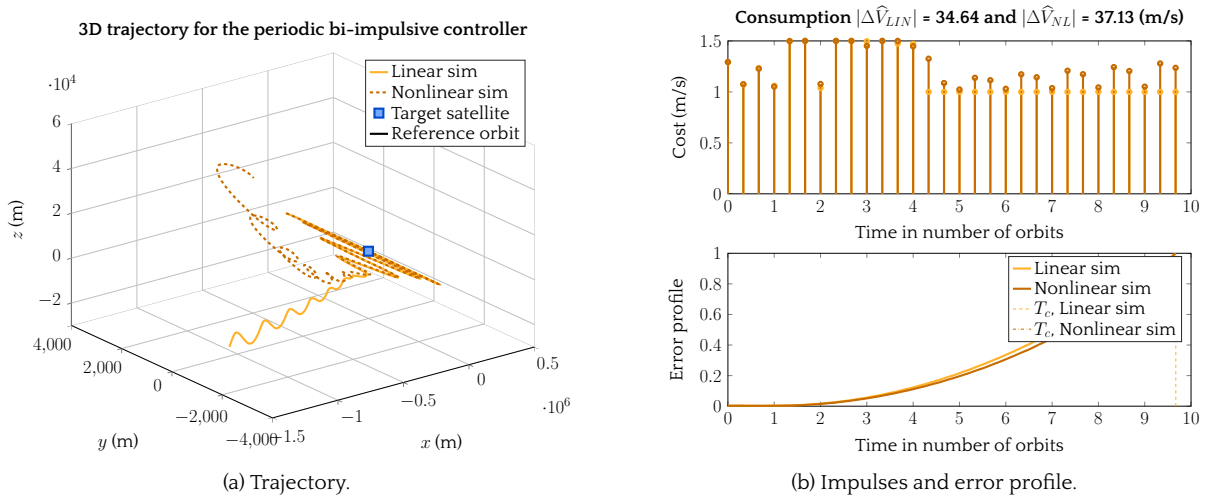 3D trajectory for the periodic bi-impulsive controller
·10⁴
6
4
2
0
−2
z (m)
4,000
2,000
0
−2,000
−4,000
y (m)
−1.5
−1
−0.5
0
0.5
·10⁶
x (m)
Linear sim
Nonlinear sim
Target satellite
Reference orbit
(a) Trajectory.
Consumption |ΔV̂_LIN| = 34.64 and |ΔV̂_NL| = 37.13 (m/s)
1.5
1
0.5
0
Cost (m/s)
0 1 2 3 4 5 6 7 8 9 10
Time in number of orbits
1
0.8
0.6
0.4
0.2
0
Error profile
Linear sim
Nonlinear sim
T_c, Linear sim
T_c, Nonlinear sim
0 1 2 3 4 5 6 7 8 9 10
Time in number of orbits
(b) Impulses and error profile.